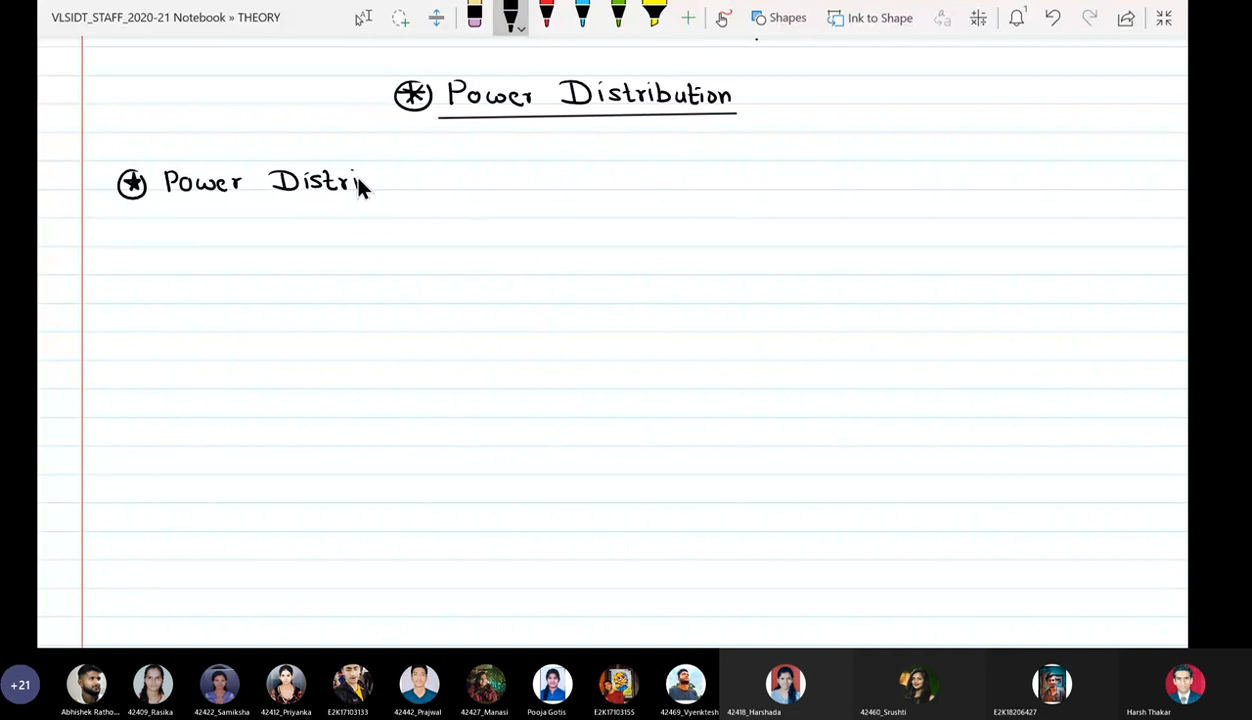 VLSIDT_STAFF_2020-21 Notebook » THEORY
Shapes
Ink to Shape
Power Distribution
Power Distri
+21
Abhishek Ratho...
42409_Rasika
42422_Samiksha
42412_Priyanka
E2K17103133
42442_Prajwal
42427_Manasi
Pooja Gotis
E2K17103155
42469_Vyenktesh
42418_Harshada
42460_Srushti
E2K18206427
Harsh Thakar